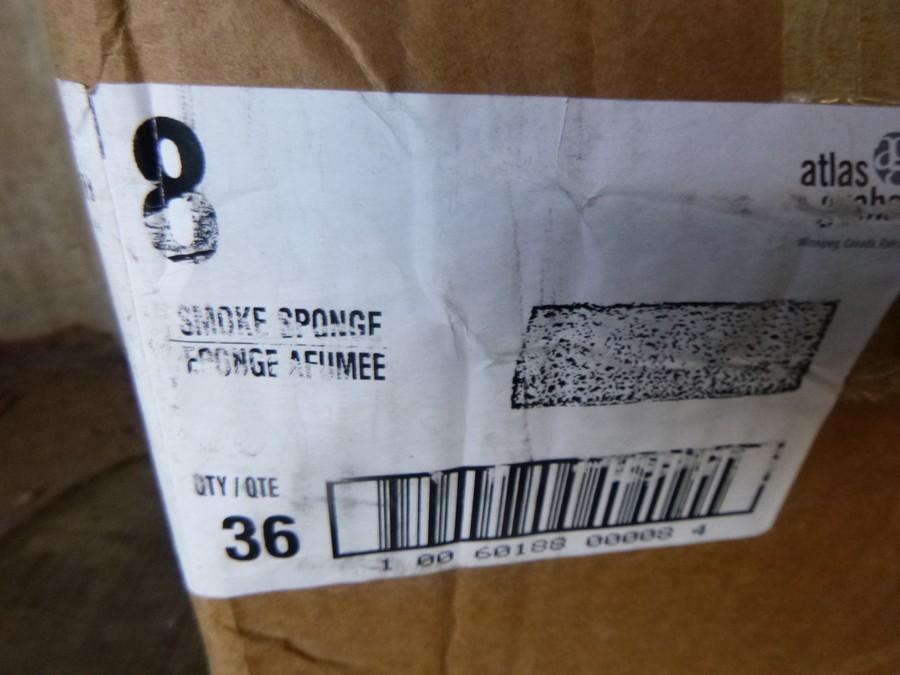 8
atlas
Winnipeg, Canada
SMOKE SPONGE
EPONGE AFUMEE
QTY / QTE
36
1 00 60188 00008 4